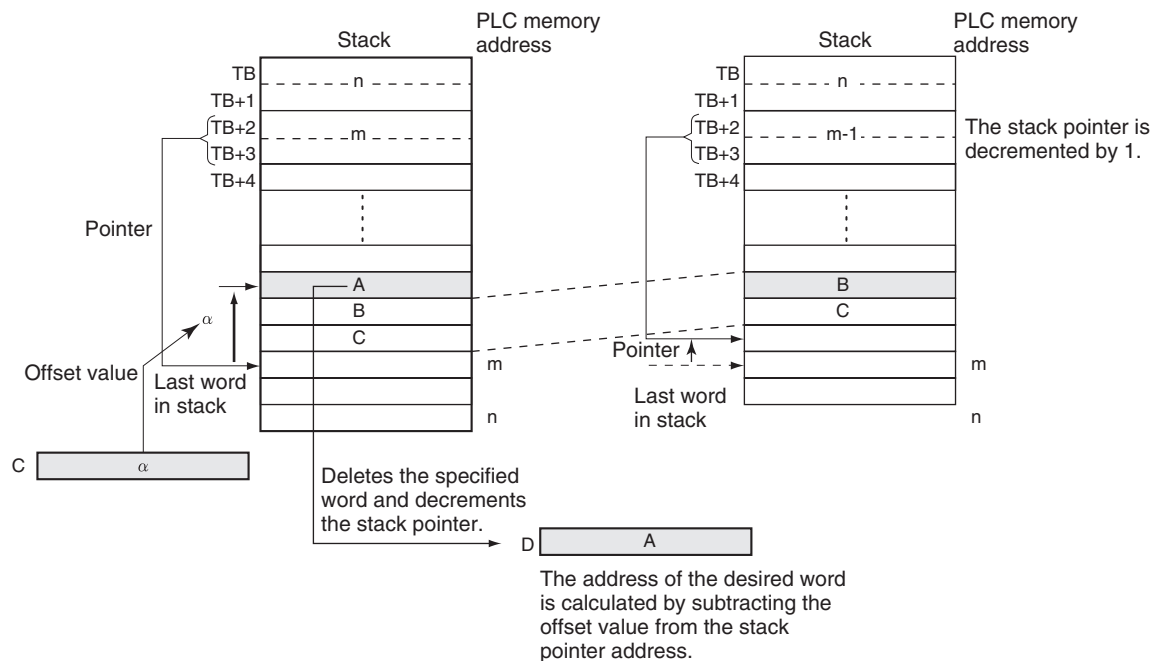 PLC memory
address
Stack
TB
n
TB+1
TB+2
m
TB+3
TB+4
Pointer
A
B
C
α
Offset value
Last word
in stack
m
n
C
α
Deletes the specified
word and decrements
the stack pointer.
D
A
The address of the desired word
is calculated by subtracting the
offset value from the stack
pointer address.
PLC memory
address
Stack
TB
n
TB+1
TB+2
m-1
TB+3
TB+4
The stack pointer is
decremented by 1.
B
C
Pointer
m
Last word
in stack
n